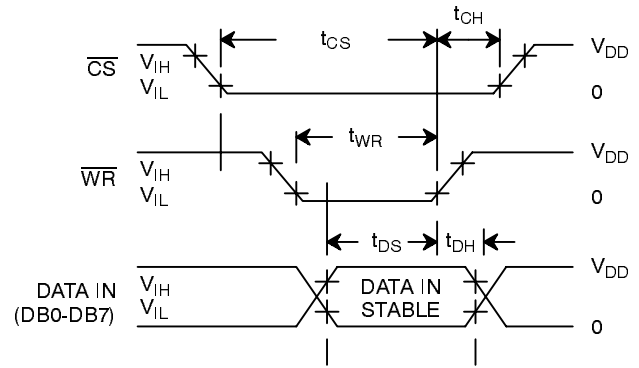 tCS
tCH
CS
VIH
VIL
VDD
0
tWR
WR
VIH
VIL
VDD
0
tDS
tDH
DATA IN
(DB0-DB7)
VIH
VIL
DATA IN
STABLE
VDD
0